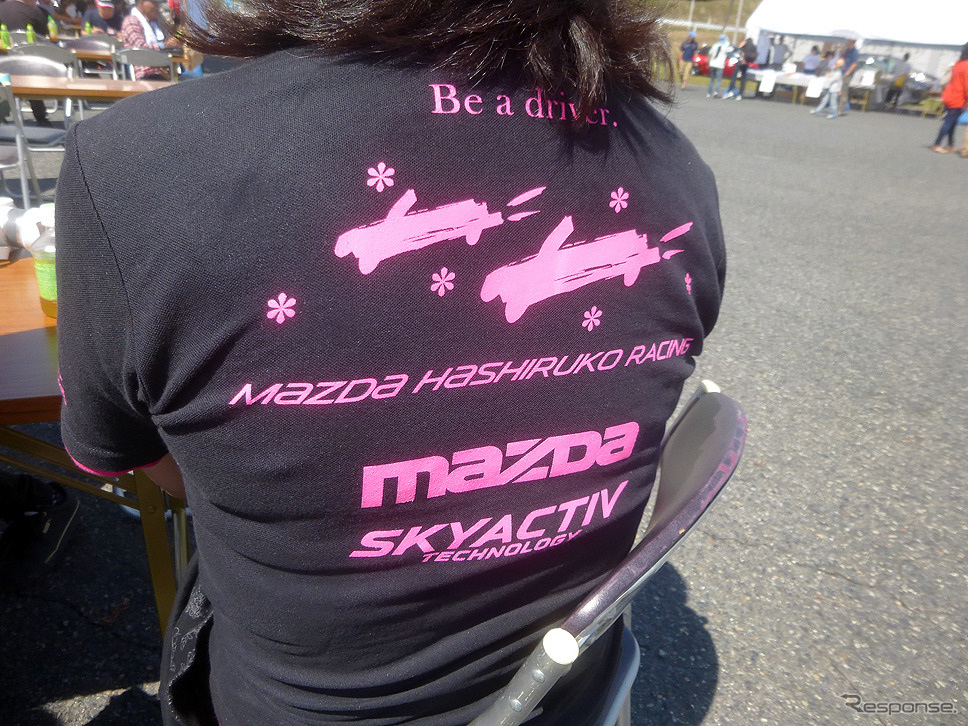 Be a driver.
MAZDA HASHIRUKO RACING
mazda
SKYACTIV
TECHNOLOGY
Response.